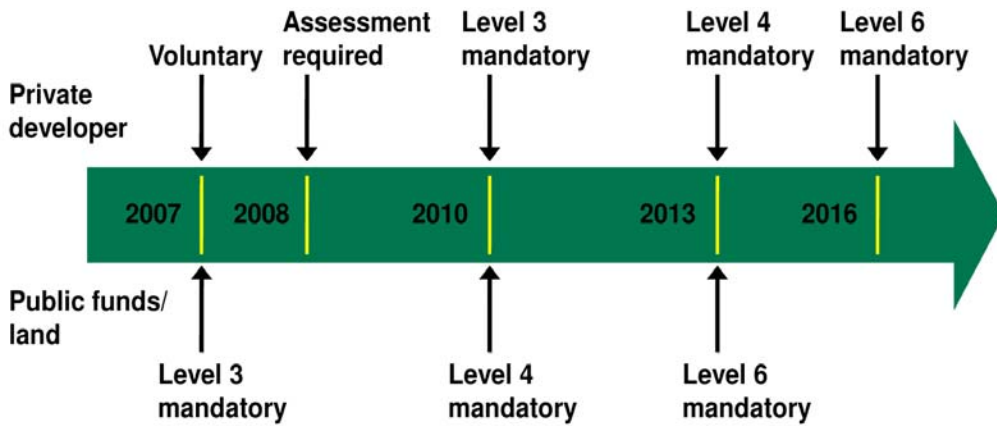 Voluntary
Assessment
required
Level 3
mandatory
Level 4
mandatory
Level 6
mandatory
Private
developer
2007
2008
2010
2013
2016
Public funds/
land
Level 3
mandatory
Level 4
mandatory
Level 6
mandatory